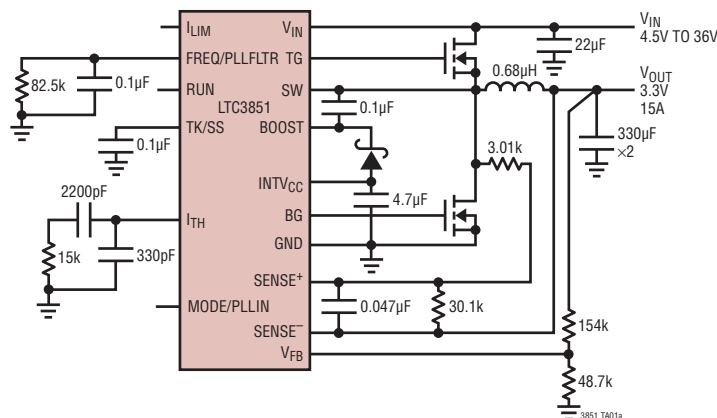 I_LIM
FREQ/PLLFLTR
82.5k
0.1µF
RUN
LTC3851
TK/SS
0.1µF
2200pF
I_TH
15k
330pF
MODE/PLLIN
V_IN
TG
SW
BOOST
0.1µF
INTV_CC
4.7µF
BG
GND
SENSE⁺
0.047µF
30.1k
SENSE⁻
V_FB
V_IN
4.5V TO 36V
22µF
0.68µH
V_OUT
3.3V
15A
330µF
×2
3.01k
154k
48.7k
3851 TA01a